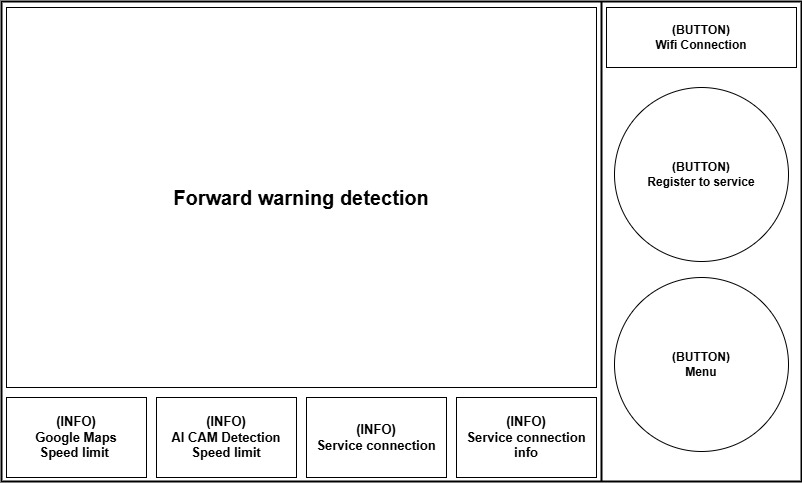 Forward warning detection
(BUTTON)
Wifi Connection
(BUTTON)
Register to service
(BUTTON)
Menu
(INFO)
Google Maps
Speed limit
(INFO)
AI CAM Detection
Speed limit
(INFO)
Service connection
(INFO)
Service connection
info